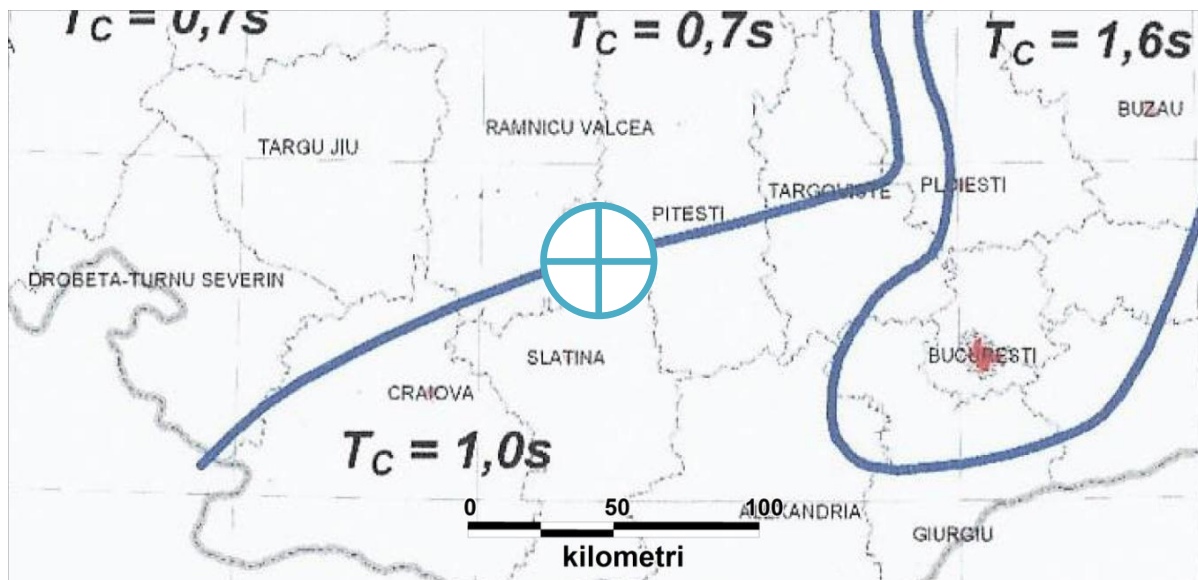 T_C = 0,7s
T_C = 0,7s
T_C = 1,6s
BUZAU
RAMNICU VALCEA
TARGU JIU
TARGOVISTE
PLOIESTI
PITESTI
DROBETA-TURNU SEVERIN
SLATINA
BUCURESTI
CRAIOVA
T_C = 1,0s
0 50 100
ALEXANDRIA
GIURGIU
kilometri